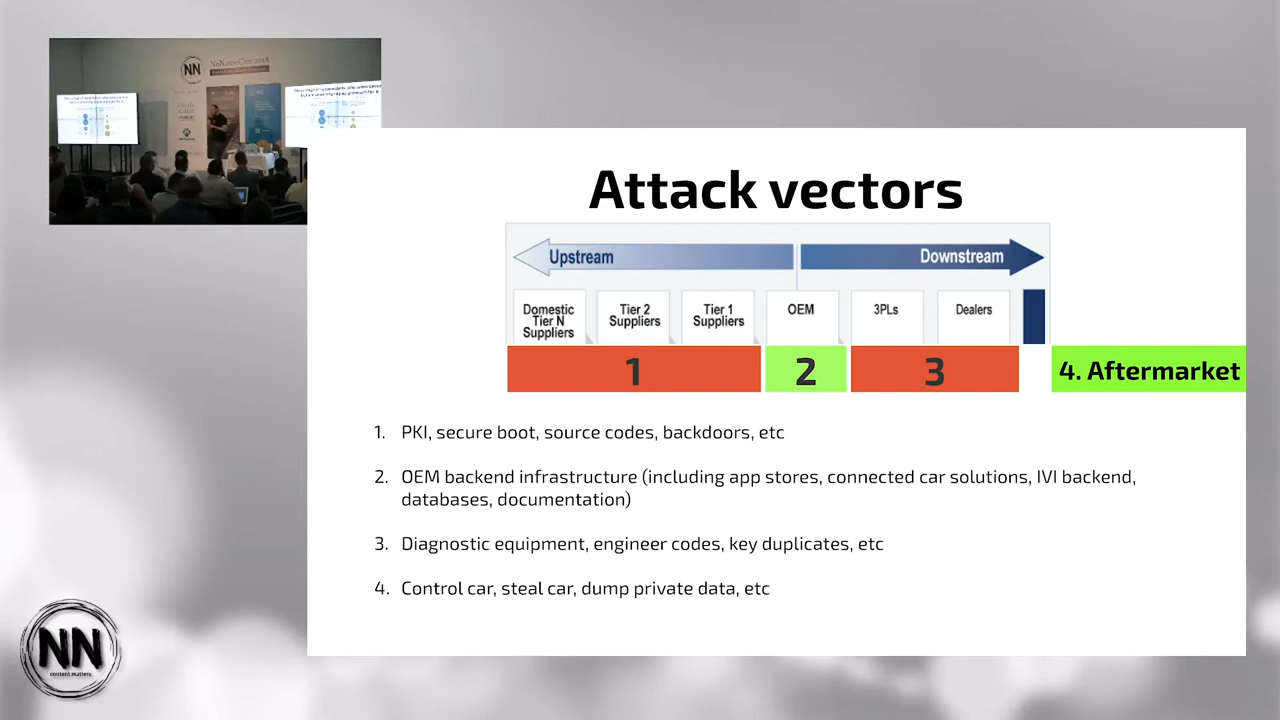 NN
NoNameCon 2018
Attack vectors
Upstream
Downstream
Domestic
Tier N
Suppliers
Tier 2
Suppliers
Tier 1
Suppliers
OEM
3PLs
Dealers
1
2
3
4. Aftermarket
1. PKI, secure boot, source codes, backdoors, etc
2. OEM backend infrastructure (including app stores, connected car solutions, IVI backend,
databases, documentation)
3. Diagnostic equipment, engineer codes, key duplicates, etc
4. Control car, steal car, dump private data, etc
NN
content matters